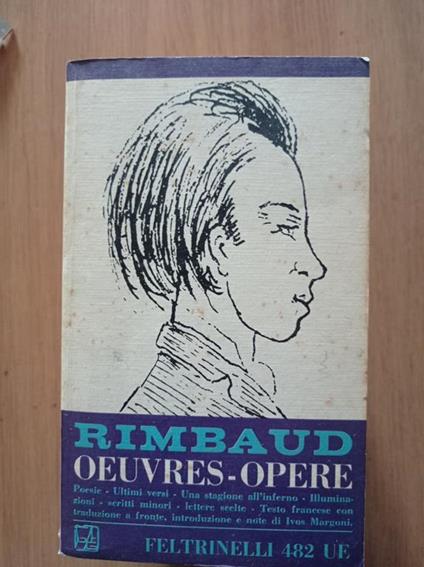 RIMBAUD
OEUVRES-OPERE
Poesie - Ultimi versi - Una stagione all'inferno - Illumina-
zioni - scritti minori - lettere scelte - Testo francese con
traduzione a fronte, introduzione e note di Ivos Margoni.
FELTRINELLI 482 UE